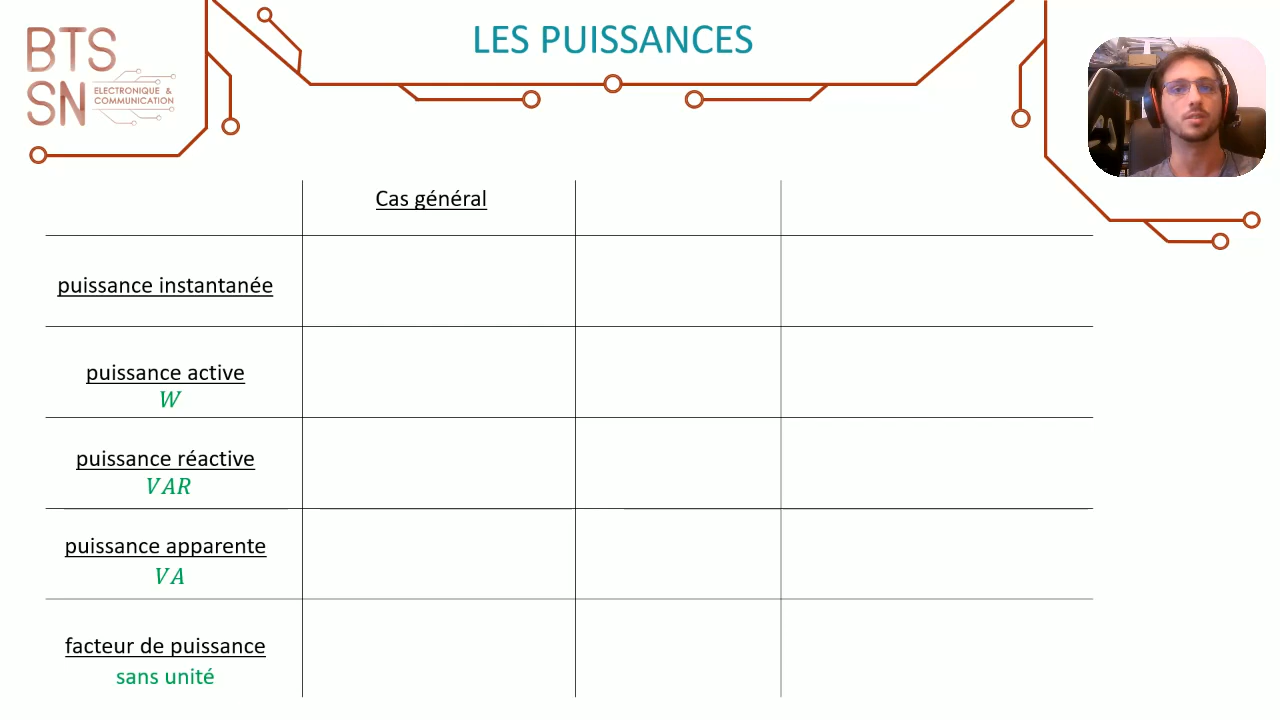 BTS
SN
ELECTRONIQUE &
COMMUNICATION
LES PUISSANCES
Cas général
puissance instantanée
puissance active
W
puissance réactive
VAR
puissance apparente
VA
facteur de puissance
sans unité